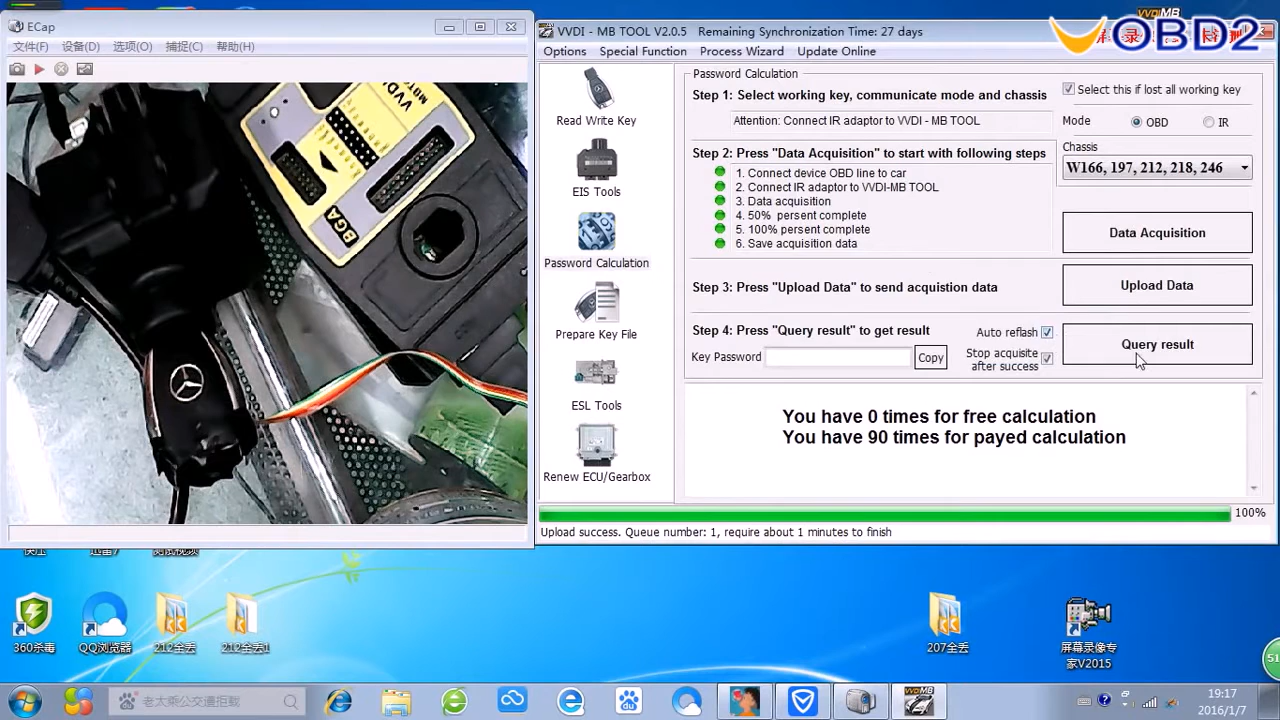 ECap
文件(F) 设备(D) 选项(O) 捕捉(C) 帮助(H)
VVDI
BGA
VVDI - MB TOOL V2.0.5 Remaining Synchronization Time: 27 days
OBD2
Options Special Function Process Wizard Update Online
Read Write Key
EIS Tools
Password Calculation
Prepare Key File
ESL Tools
Renew ECU/Gearbox
Password Calculation
Step 1: Select working key, communicate mode and chassis
Attention: Connect IR adaptor to VVDI - MB TOOL
Select this if lost all working key
Mode OBD IR
Chassis
W166, 197, 212, 218, 246
Step 2: Press "Data Acquisition" to start with following steps
1. Connect device OBD line to car
2. Connect IR adaptor to VVDI-MB TOOL
3. Data acquisition
4. 50% persent complete
5. 100% persent complete
6. Save acquisition data
Data Acquisition
Step 3: Press "Upload Data" to send acquistion data
Upload Data
Step 4: Press "Query result" to get result
Auto reflash
Query result
Key Password
Copy
Stop acquisite
after success
You have 0 times for free calculation
You have 90 times for payed calculation
100%
Upload success. Queue number: 1, require about 1 minutes to finish
360杀毒
QQ浏览器
212全丢
212全丢1
207全丢
屏幕录像专
家V2015
51
老太乘公交遭拒载
19:17
2016/1/7